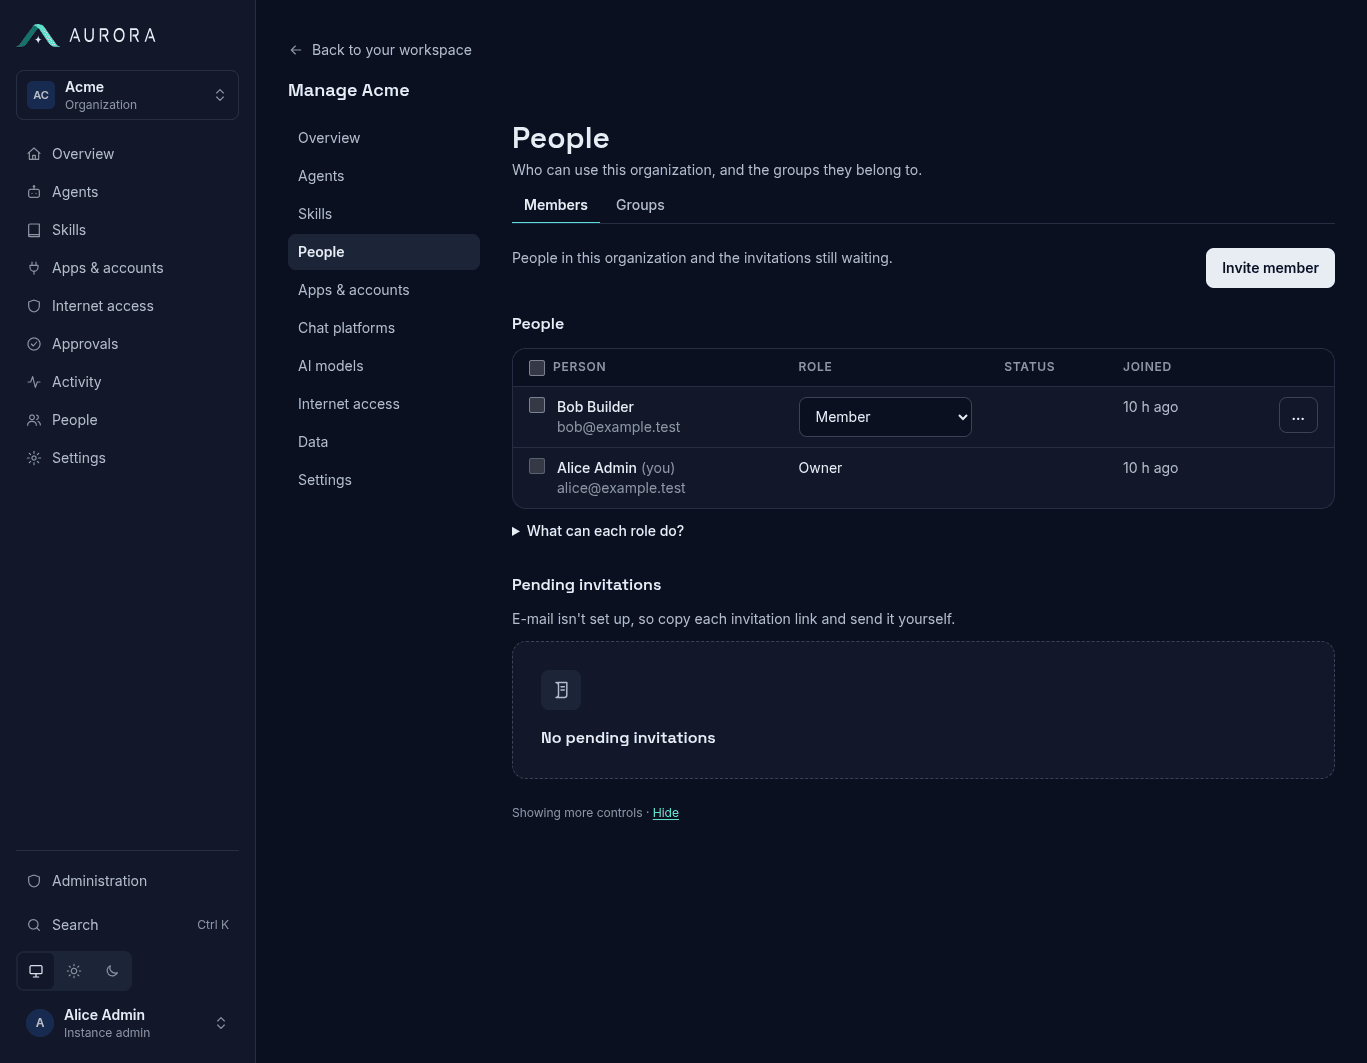 AURORA
AC
Acme
Organization
Overview
Agents
Skills
Apps & accounts
Internet access
Approvals
Activity
People
Settings
Administration
Search Ctrl K
A
Alice Admin
Instance admin
Back to your workspace
Manage Acme
Overview
Agents
Skills
People
Apps & accounts
Chat platforms
AI models
Internet access
Data
Settings
People
Who can use this organization, and the groups they belong to.
Members Groups
People in this organization and the invitations still waiting.
Invite member
People
PERSON ROLE STATUS JOINED
Bob Builder Member 10 h ago ...
bob@example.test
Alice Admin (you) Owner 10 h ago
alice@example.test
What can each role do?
Pending invitations
E-mail isn't set up, so copy each invitation link and send it yourself.
No pending invitations
Showing more controls · Hide